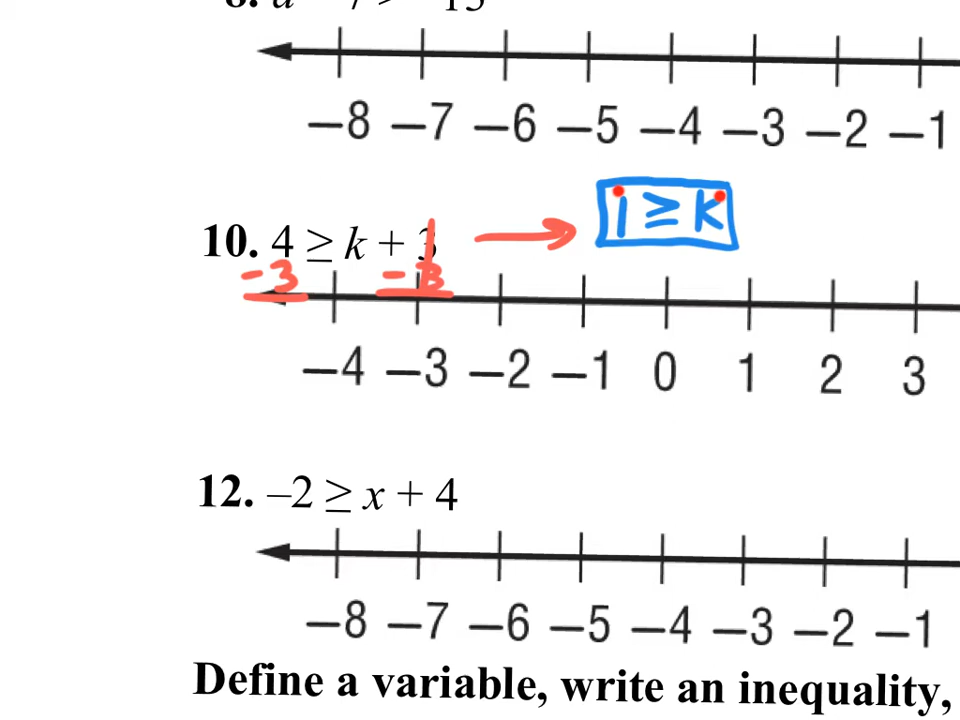 −8 −7 −6 −5 −4 −3 −2 −1
10. 4 ≥ k + 3 → 1 ≥ k
-3 -3
−4 −3 −2 −1 0 1 2 3
12. –2 ≥ x + 4
−8 −7 −6 −5 −4 −3 −2 −1
Define a variable, write an inequality,